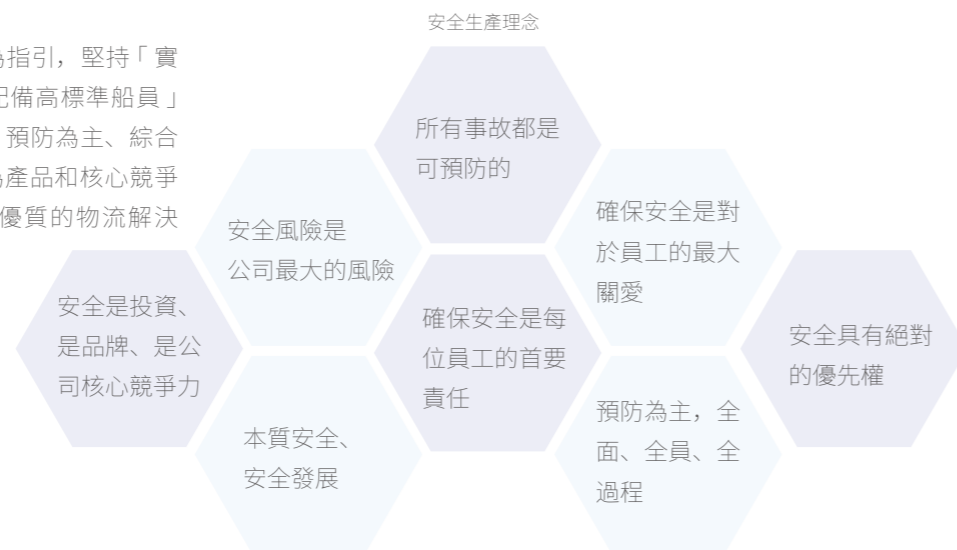 安全生產理念
為指引，堅持「實
配備高標準船員」
預防為主、綜合
為產品和核心競爭
優質的物流解決
所有事故都是
可預防的
安全風險是
公司最大的風險
確保安全是對
於員工的最大
關愛
安全是投資、
是品牌、是公
司核心競爭力
確保安全是每
位員工的首要
責任
安全具有絕對
的優先權
本質安全、
安全發展
預防為主，全
面、全員、全
過程